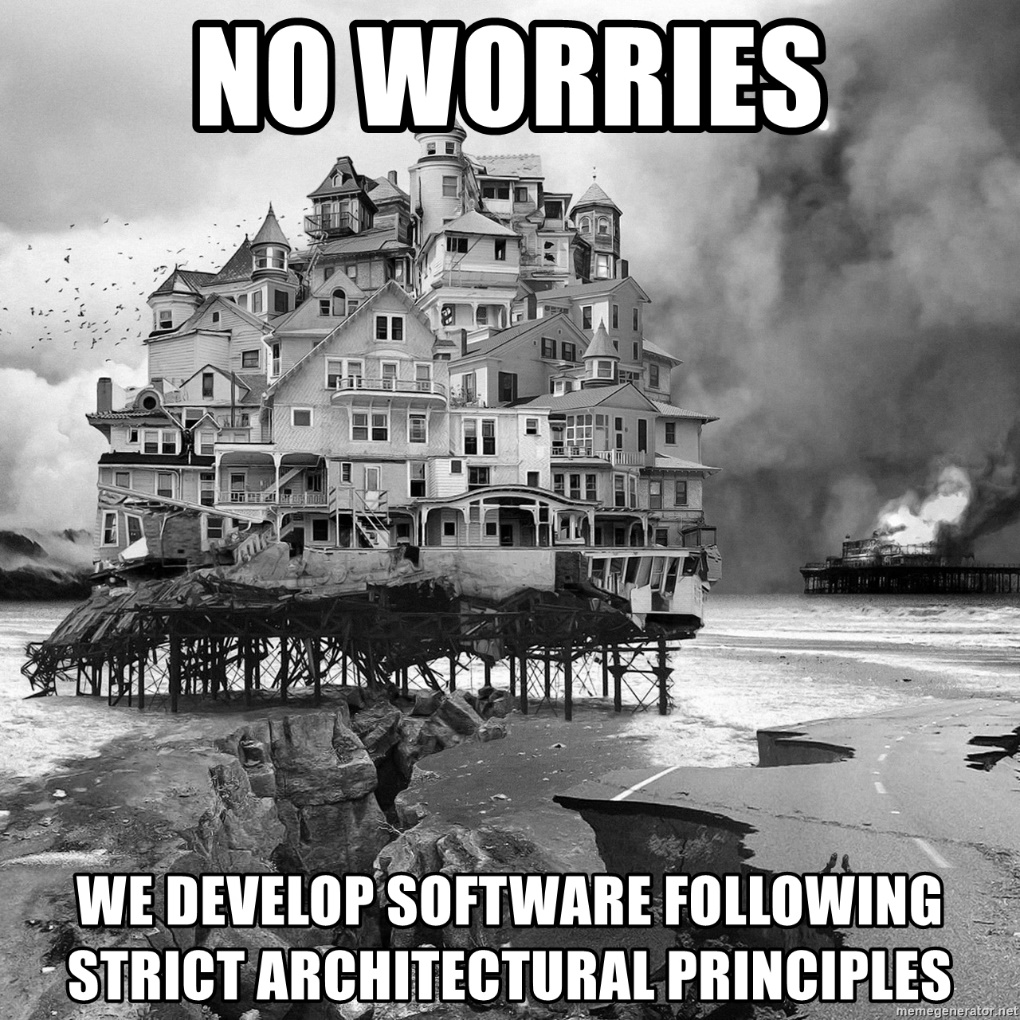 NO WORRIES
WE DEVELOP SOFTWARE FOLLOWING
STRICT ARCHITECTURAL PRINCIPLES
memegenerator.net